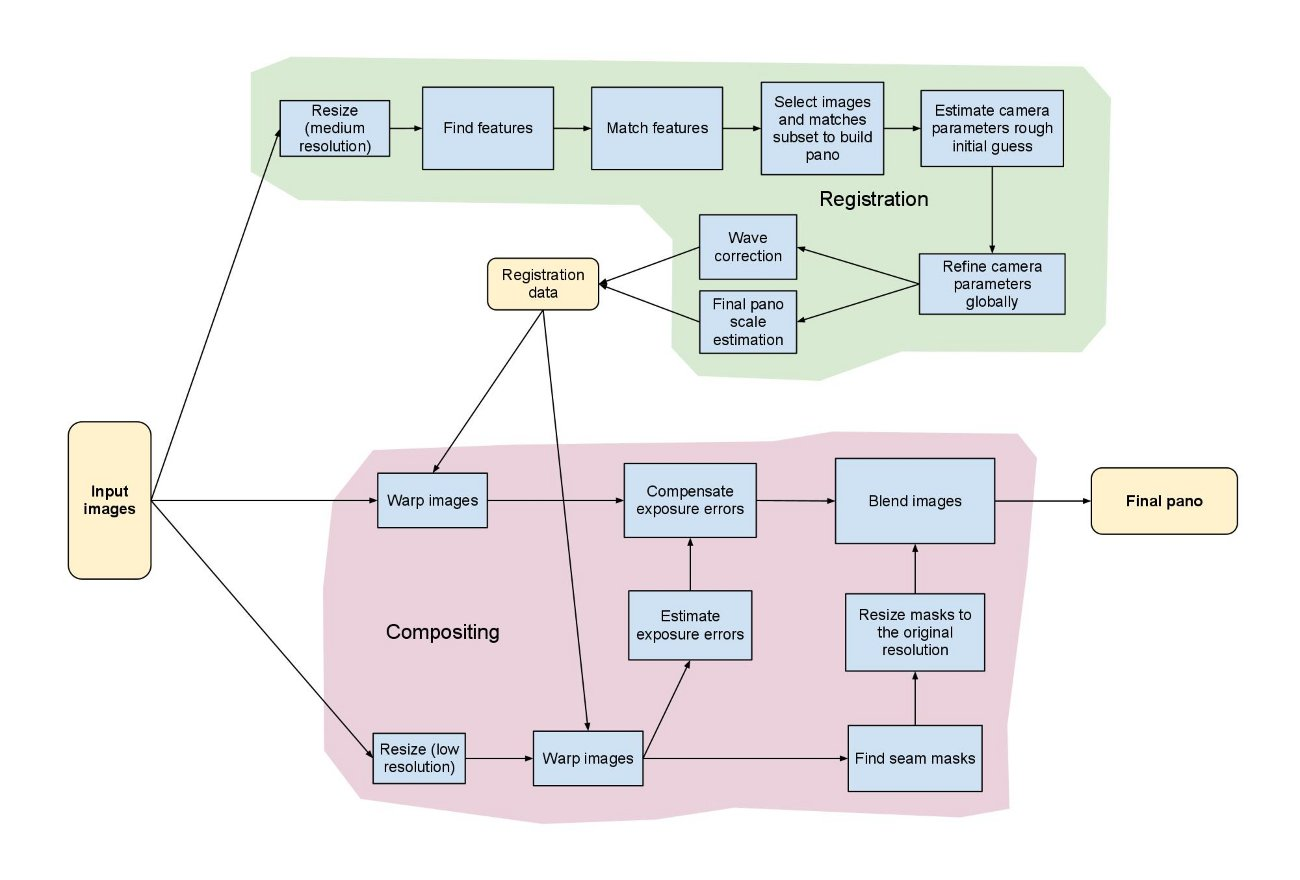 Resize
(medium
resolution)
Find features
Match features
Select images
and matches
subset to build
pano
Estimate camera
parameters rough
initial guess
Registration
Wave
correction
Refine camera
parameters
globally
Registration
data
Final pano
scale
estimation
Input
images
Warp images
Compensate
exposure errors
Blend images
Final pano
Estimate
exposure errors
Resize masks to
the original
resolution
Compositing
Resize (low
resolution)
Warp images
Find seam masks